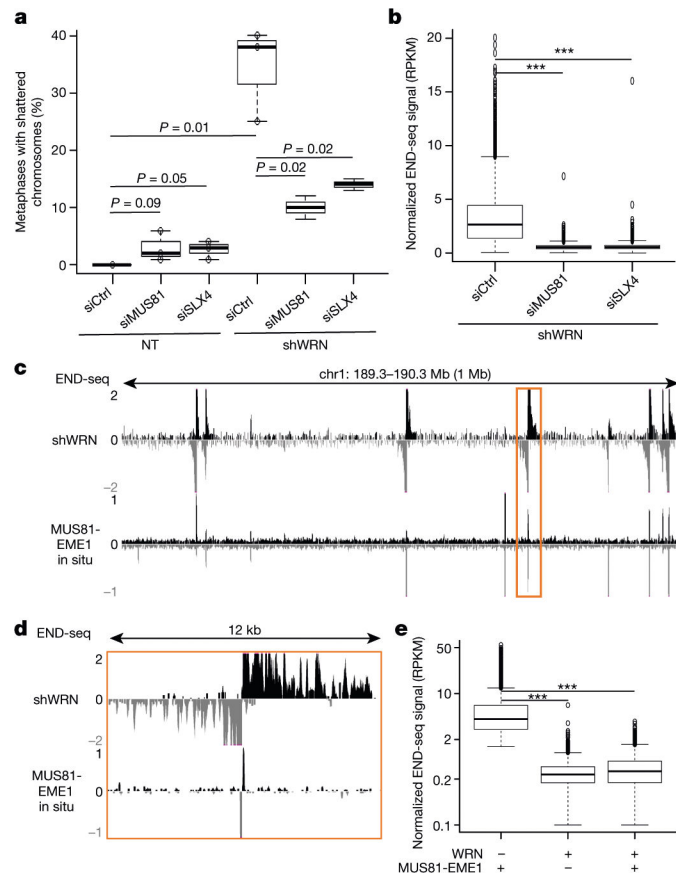 a
Metaphases with shattered
chromosomes (%)
40
30
20
10
0
P = 0.01
P = 0.05
P = 0.09
P = 0.02
P = 0.02
siCtrl
siMUS81
siSLX4
siCtrl
siMUS81
siSLX4
NT
shWRN
b
Normalized END-seq signal (RPKM)
20
15
10
5
0
***
***
siCtrl
siMUS81
siSLX4
shWRN
c
END-seq
chr1: 189.3–190.3 Mb (1 Mb)
2
shWRN
0
−2
1
MUS81-
EME1
in situ
0
−1
d
END-seq
12 kb
2
shWRN
0
−2
1
MUS81-
EME1
in situ
0
−1
e
Normalized END-seq signal (RPKM)
50
10
2
0.2
0.1
***
***
WRN − + +
MUS81-EME1 + − +